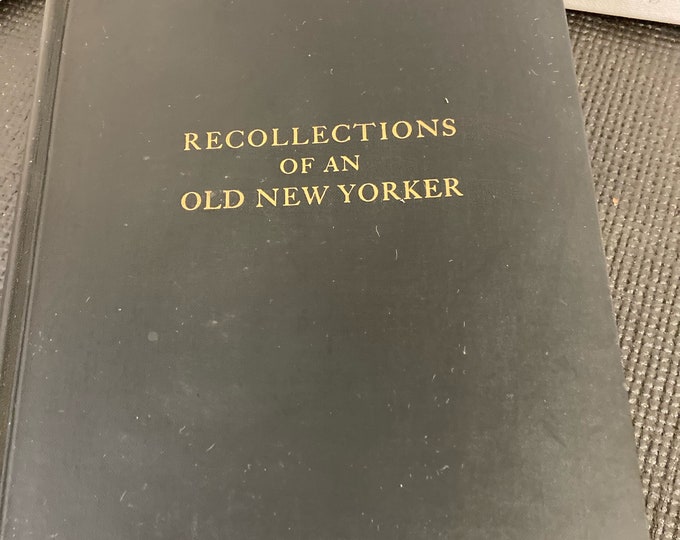 RECOLLECTIONS
OF AN
OLD NEW YORKER